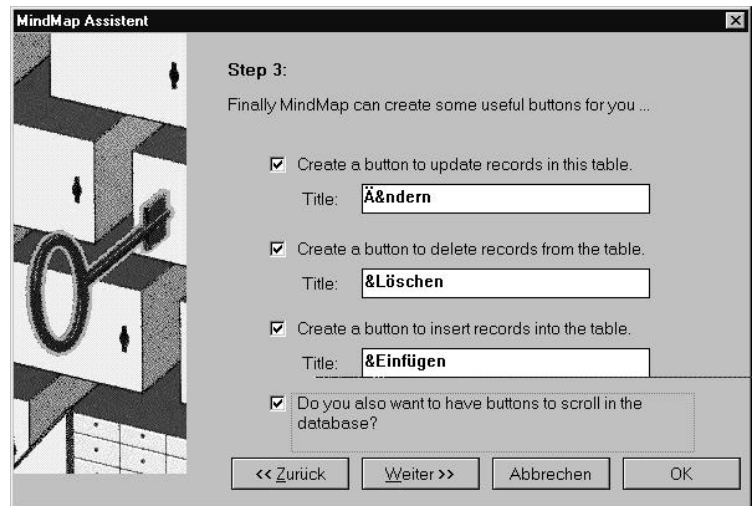 MindMap Assistent
Step 3:
Finally MindMap can create some useful buttons for you ...
Create a button to update records in this table.
Title: Ä&ndern
Create a button to delete records from the table.
Title: &Löschen
Create a button to insert records into the table.
Title: &Einfügen
Do you also want to have buttons to scroll in the
database?
<< Zurück Weiter >> Abbrechen OK